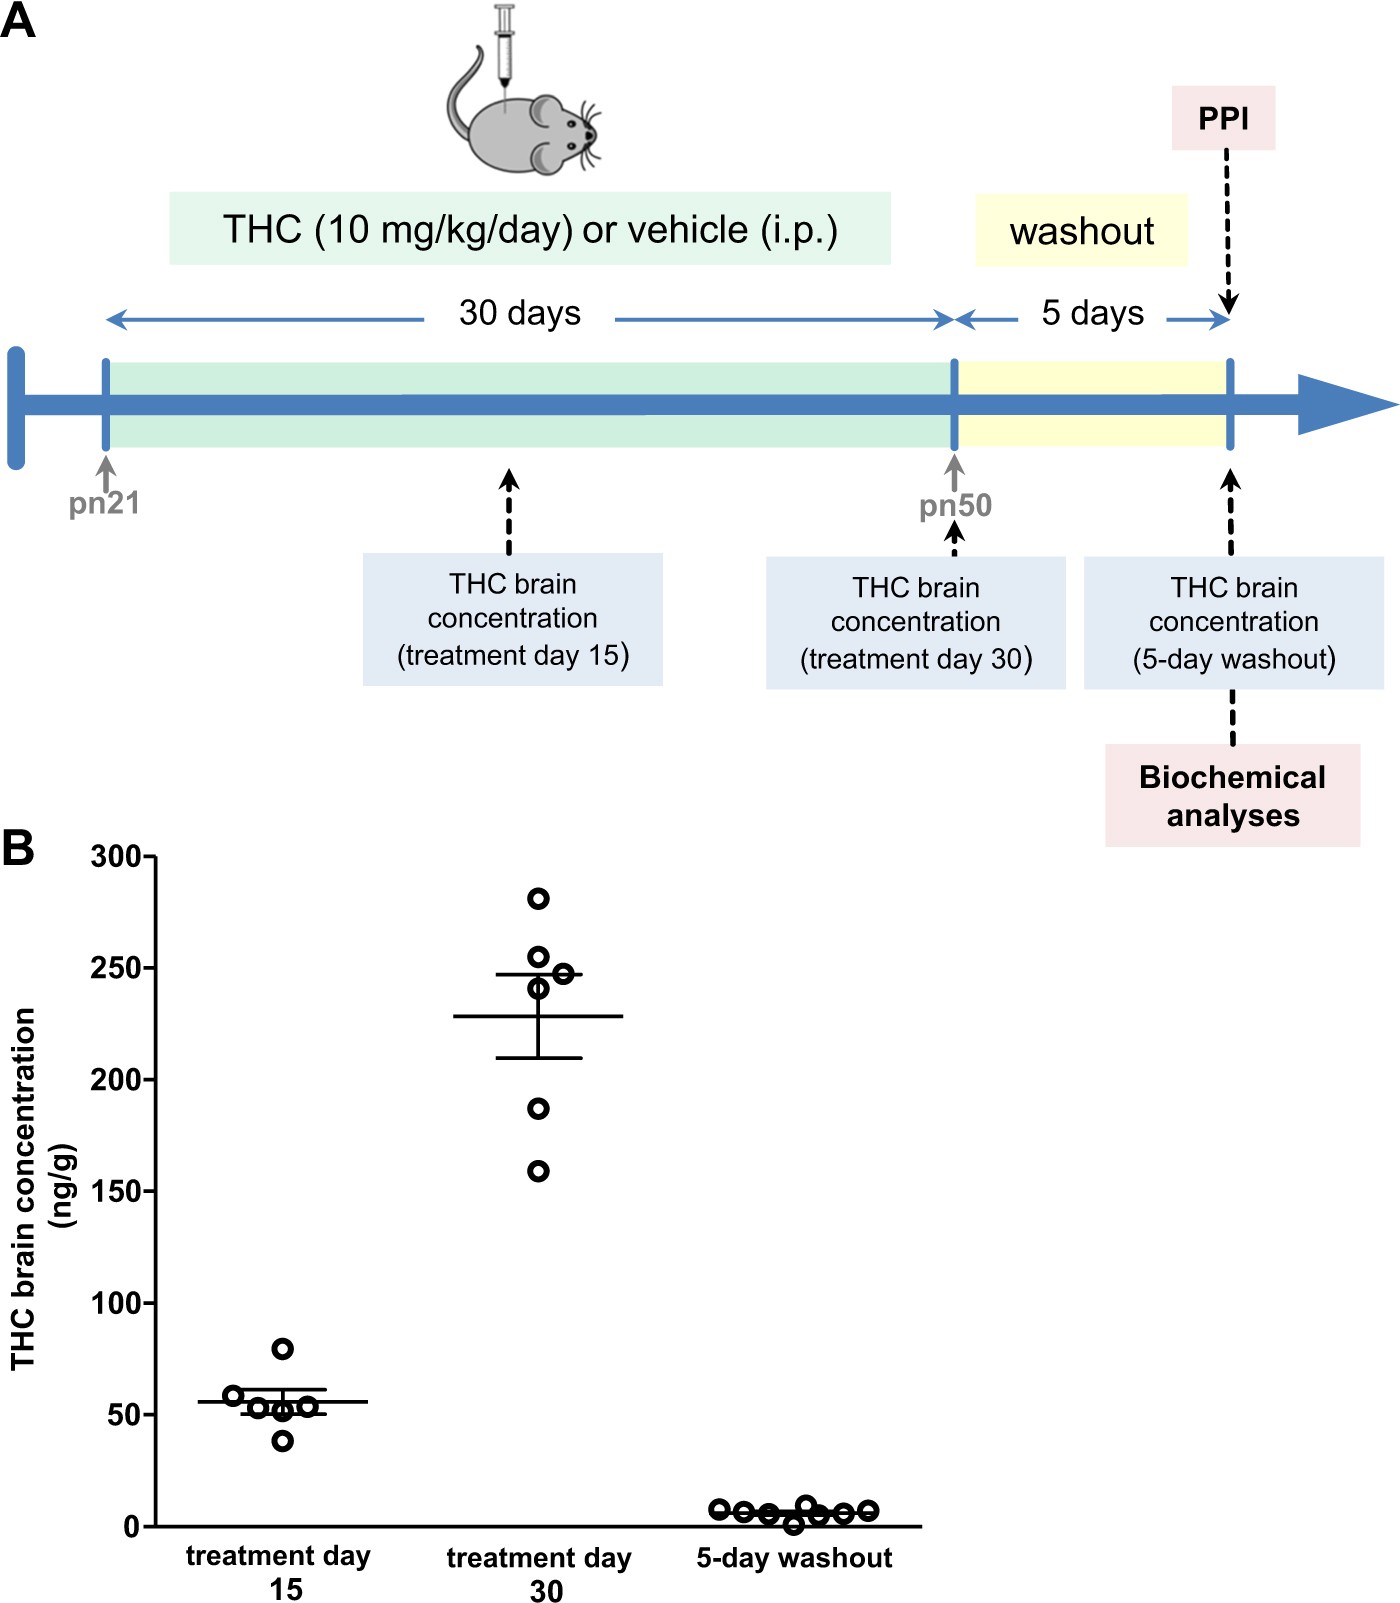 A
PPI
THC (10 mg/kg/day) or vehicle (i.p.)
washout
30 days
5 days
pn21
pn50
THC brain
concentration
(treatment day 15)
THC brain
concentration
(treatment day 30)
THC brain
concentration
(5-day washout)
Biochemical
analyses
B
THC brain concentration
(ng/g)
300
250
200
150
100
50
0
treatment day
15
treatment day
30
5-day washout